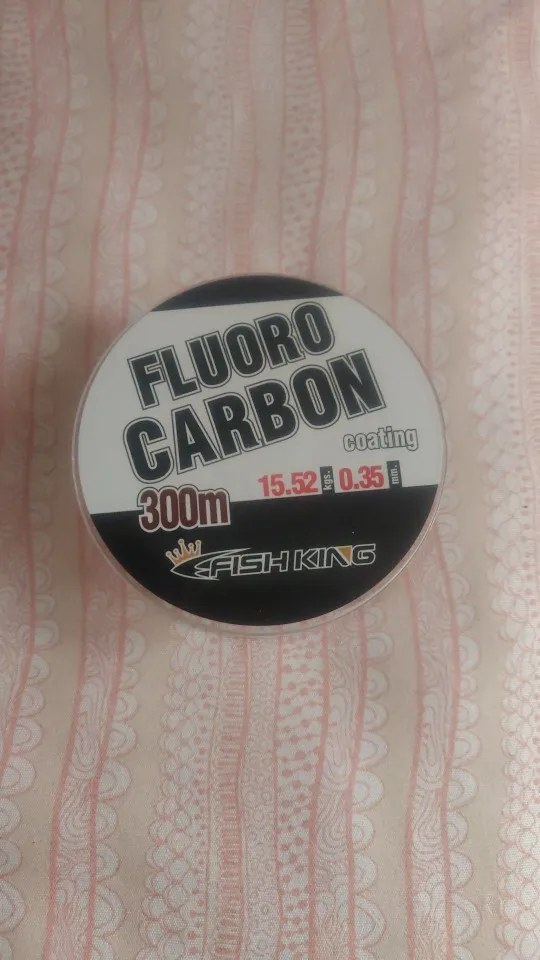 FLUORO
CARBON
coating
15.52 kgs. 0.35 mm.
300m
FISH KING